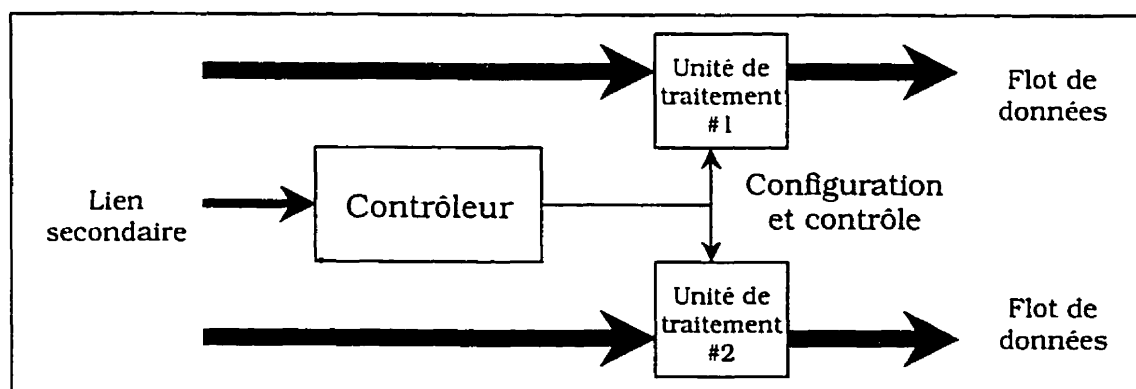 Unité de
traitement
#1
Flot de
données
Lien
secondaire
Contrôleur
Configuration
et contrôle
Unité de
traitement
#2
Flot de
données